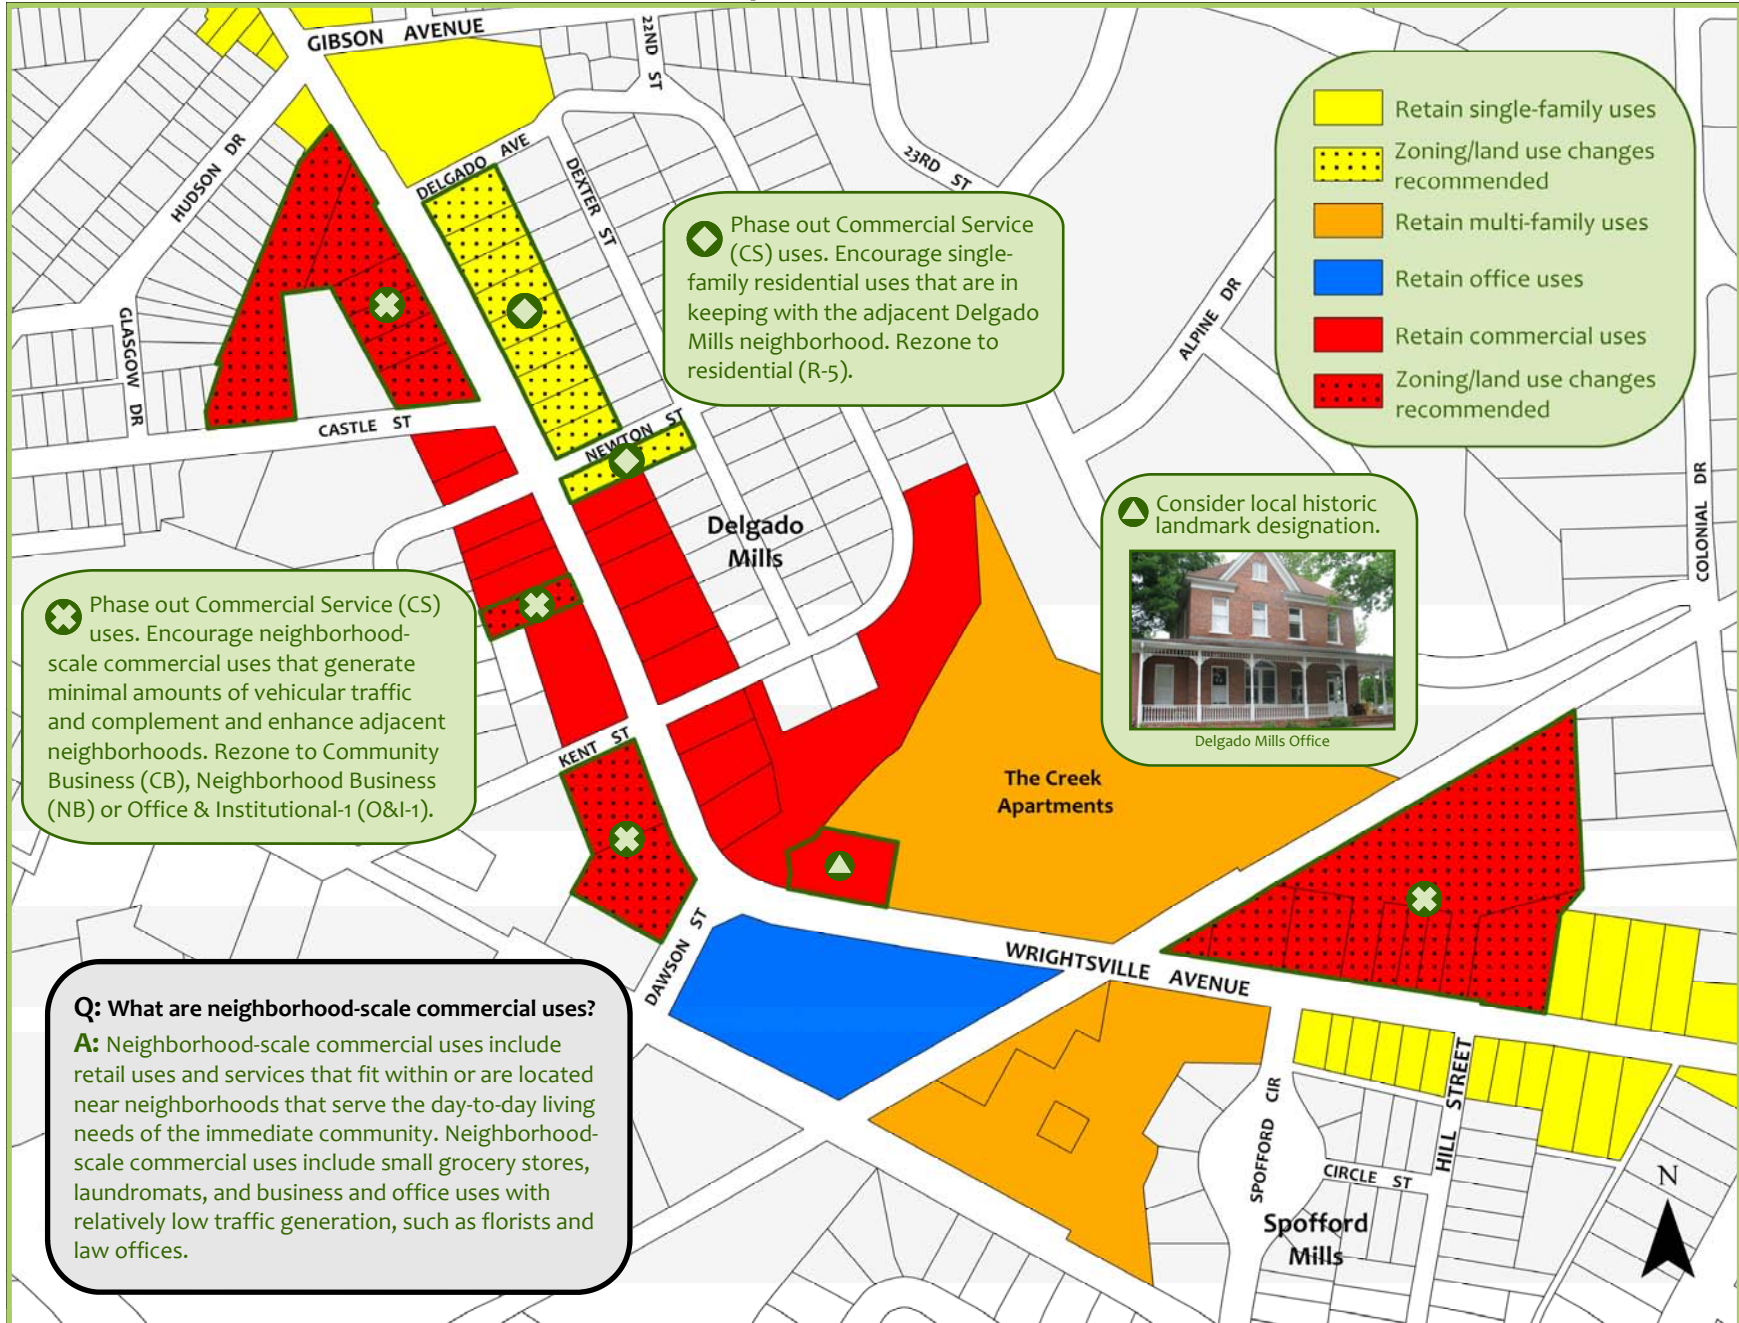 GIBSON AVENUE
22ND ST
HUDSON DR
DELGADO AVE
DEXTER ST
23RD ST
ALPINE DR
GLASGOW DR
CASTLE ST
NEWTON ST
COLONIAL DR
Retain single-family uses
Zoning/land use changes
recommended
Retain multi-family uses
Retain office uses
Retain commercial uses
Zoning/land use changes
recommended
Phase out Commercial Service
(CS) uses. Encourage single-
family residential uses that are in
keeping with the adjacent Delgado
Mills neighborhood. Rezone to
residential (R-5).
Delgado
Mills
Consider local historic
landmark designation.
Delgado Mills Office
Phase out Commercial Service (CS)
uses. Encourage neighborhood-
scale commercial uses that generate
minimal amounts of vehicular traffic
and complement and enhance adjacent
neighborhoods. Rezone to Community
Business (CB), Neighborhood Business
(NB) or Office & Institutional-1 (O&I-1).
KENT ST
The Creek
Apartments
DAWSON ST
WRIGHTSVILLE AVENUE
Q: What are neighborhood-scale commercial uses?
A: Neighborhood-scale commercial uses include
retail uses and services that fit within or are located
near neighborhoods that serve the day-to-day living
needs of the immediate community. Neighborhood-
scale commercial uses include small grocery stores,
laundromats, and business and office uses with
relatively low traffic generation, such as florists and
law offices.
SPOFFORD CIR
HILL STREET
CIRCLE ST
Spofford
Mills
N